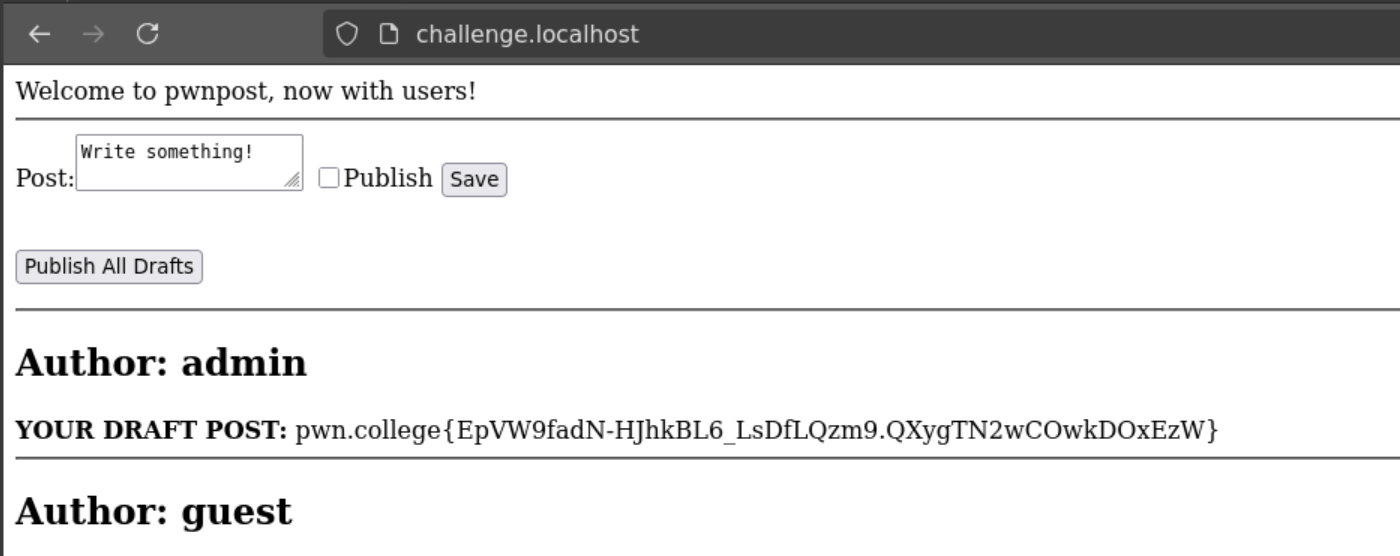 challenge.localhost
Welcome to pwnpost, now with users!
Post: Write something! Publish Save
Publish All Drafts
Author: admin
YOUR DRAFT POST: pwn.college{EpVW9fadN-HJhkBL6_LsDfLQzm9.QXygTN2wCOwkDOxEzW}
Author: guest